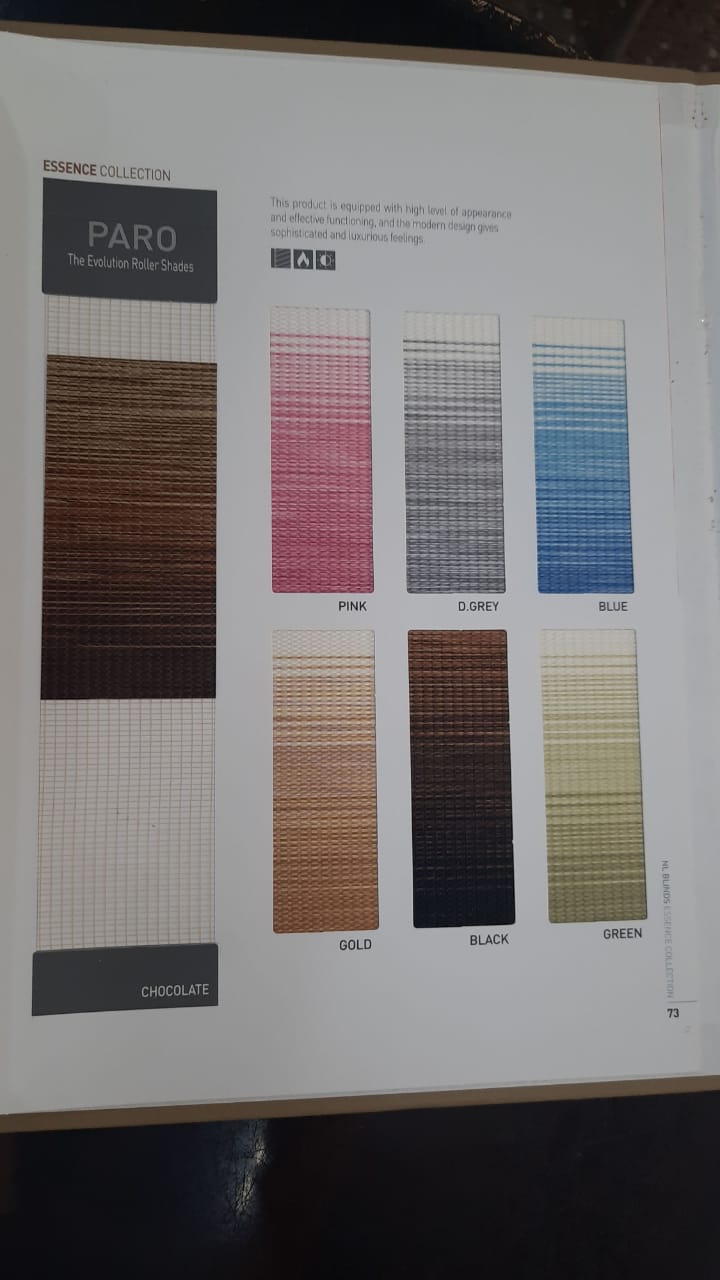 ESSENCE COLLECTION
PARO
The Evolution Roller Shades
This product is equipped with high level of appearance
and effective functioning, and the modern design gives
sophisticated and luxurious feelings.
PINK
D.GREY
BLUE
GOLD
BLACK
GREEN
CHOCOLATE
NL BLINDS ESSENCE COLLECTION
73